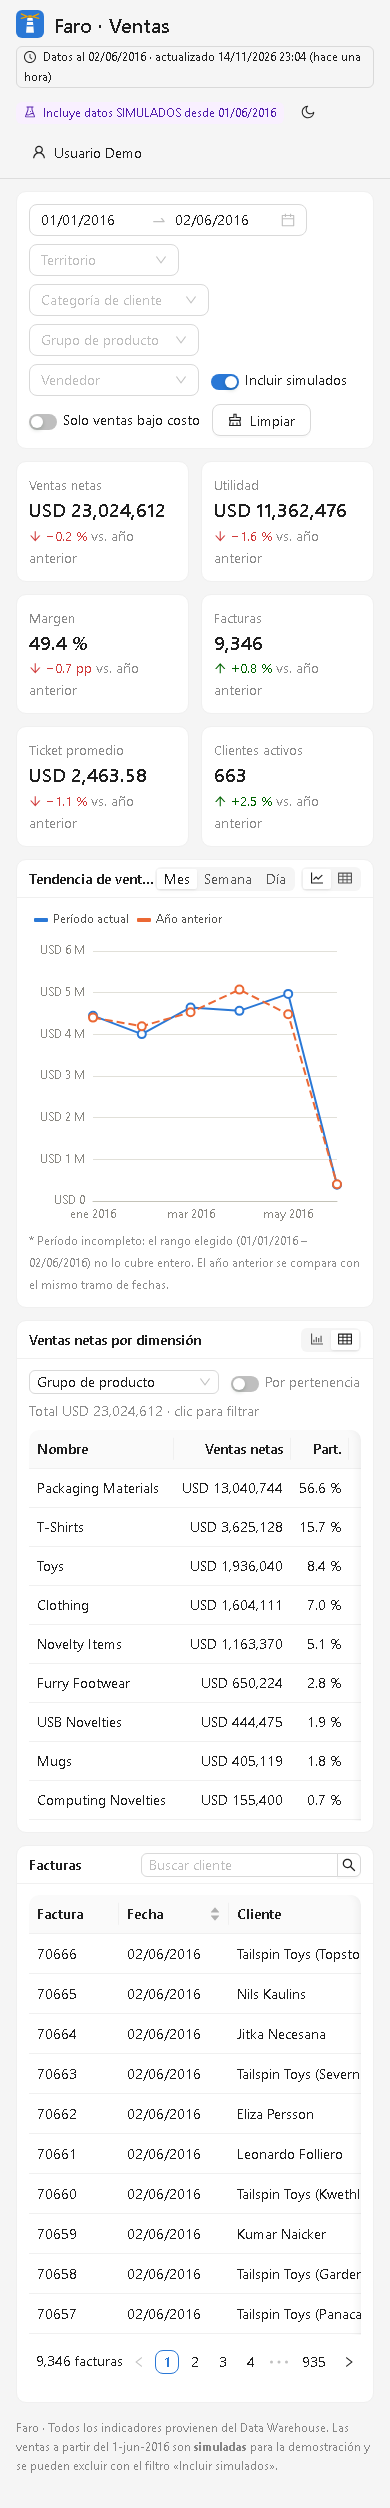 Faro · Ventas
Datos al 02/06/2016 · actualizado 14/11/2026 23:04 (hace una
hora)
Incluye datos SIMULADOS desde 01/06/2016
Usuario Demo
01/01/2016 → 02/06/2016
Territorio
Categoría de cliente
Grupo de producto
Vendedor
Incluir simulados
Solo ventas bajo costo
Limpiar
Ventas netas
USD 23,024,612
↓ −0.2 % vs. año
anterior
Utilidad
USD 11,362,476
↓ −1.6 % vs. año
anterior
Margen
49.4 %
↓ −0.7 pp vs. año
anterior
Facturas
9,346
↑ +0.8 % vs. año
anterior
Ticket promedio
USD 2,463.58
↓ −1.1 % vs. año
anterior
Clientes activos
663
↑ +2.5 % vs. año
anterior
Tendencia de vent... Mes Semana Día
Período actual Año anterior
USD 6 M
USD 5 M
USD 4 M
USD 3 M
USD 2 M
USD 1 M
USD 0
ene 2016 mar 2016 may 2016
* Período incompleto: el rango elegido (01/01/2016 –
02/06/2016) no lo cubre entero. El año anterior se compara con
el mismo tramo de fechas.
Ventas netas por dimensión
Grupo de producto Por pertenencia
Total USD 23,024,612 · clic para filtrar
Nombre Ventas netas Part.
Packaging Materials USD 13,040,744 56.6 %
T-Shirts USD 3,625,128 15.7 %
Toys USD 1,936,040 8.4 %
Clothing USD 1,604,111 7.0 %
Novelty Items USD 1,163,370 5.1 %
Furry Footwear USD 650,224 2.8 %
USB Novelties USD 444,475 1.9 %
Mugs USD 405,119 1.8 %
Computing Novelties USD 155,400 0.7 %
Facturas Buscar cliente
Factura Fecha Cliente
70666 02/06/2016 Tailspin Toys (Topsto
70665 02/06/2016 Nils Kaulins
70664 02/06/2016 Jitka Necesana
70663 02/06/2016 Tailspin Toys (Severn
70662 02/06/2016 Eliza Persson
70661 02/06/2016 Leonardo Folliero
70660 02/06/2016 Tailspin Toys (Kwethl
70659 02/06/2016 Kumar Naicker
70658 02/06/2016 Tailspin Toys (Garder
70657 02/06/2016 Tailspin Toys (Panaca
9,346 facturas < 1 2 3 4 ••• 935 >
Faro · Todos los indicadores provienen del Data Warehouse. Las
ventas a partir del 1-jun-2016 son simuladas para la demostración y
se pueden excluir con el filtro «Incluir simulados».